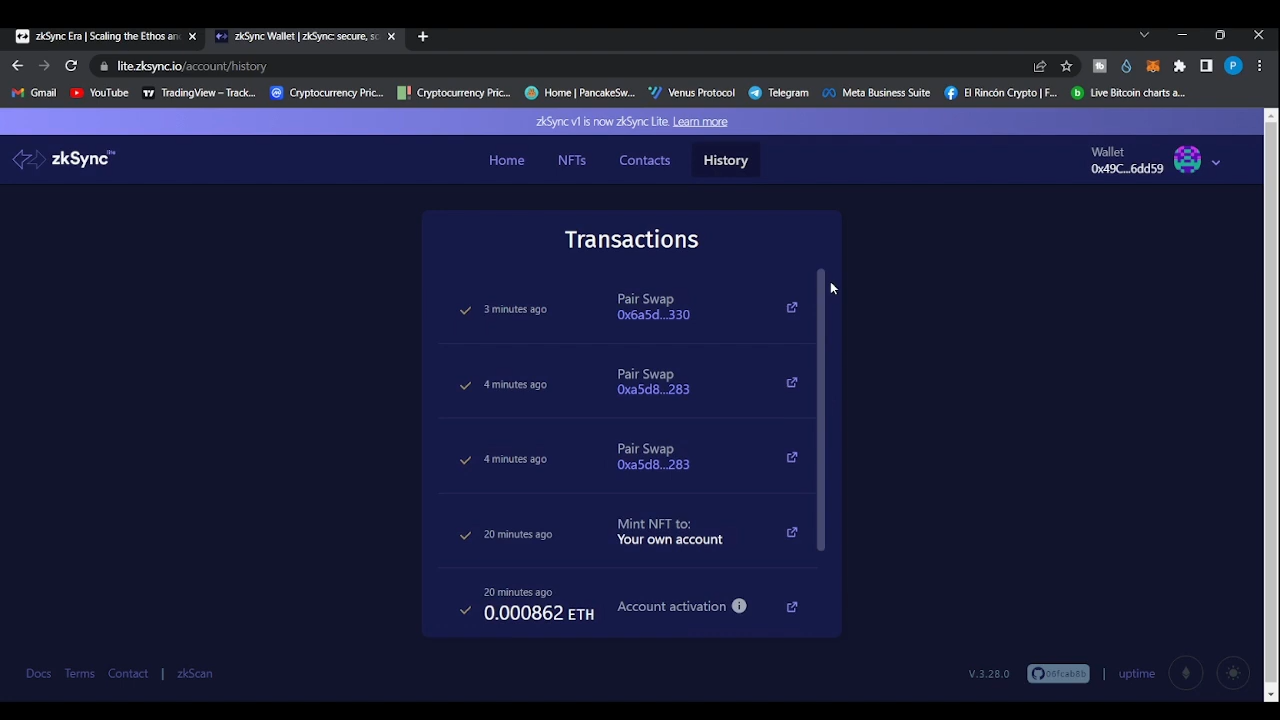 zkSync Era | Scaling the Ethos an
zkSync Wallet | zkSync: secure, sc
lite.zksync.io/account/history
P
Gmail
YouTube
TradingView – Track...
Cryptocurrency Pric...
Cryptocurrency Pric...
Home | PancakeSw...
Venus Protocol
Telegram
Meta Business Suite
El Rincón Crypto | F...
Live Bitcoin charts a...
zkSync v1 is now zkSync Lite. Learn more
zkSync lite
Home
NFTs
Contacts
History
Wallet
0x49C...6dd59
Transactions
3 minutes ago
Pair Swap
0x6a5d...330
4 minutes ago
Pair Swap
0xa5d8...283
4 minutes ago
Pair Swap
0xa5d8...283
20 minutes ago
Mint NFT to:
Your own account
20 minutes ago
0.000862 ETH
Account activation
Docs
Terms
Contact
|
zkScan
V.3.28.0
06fcab8b
|
uptime